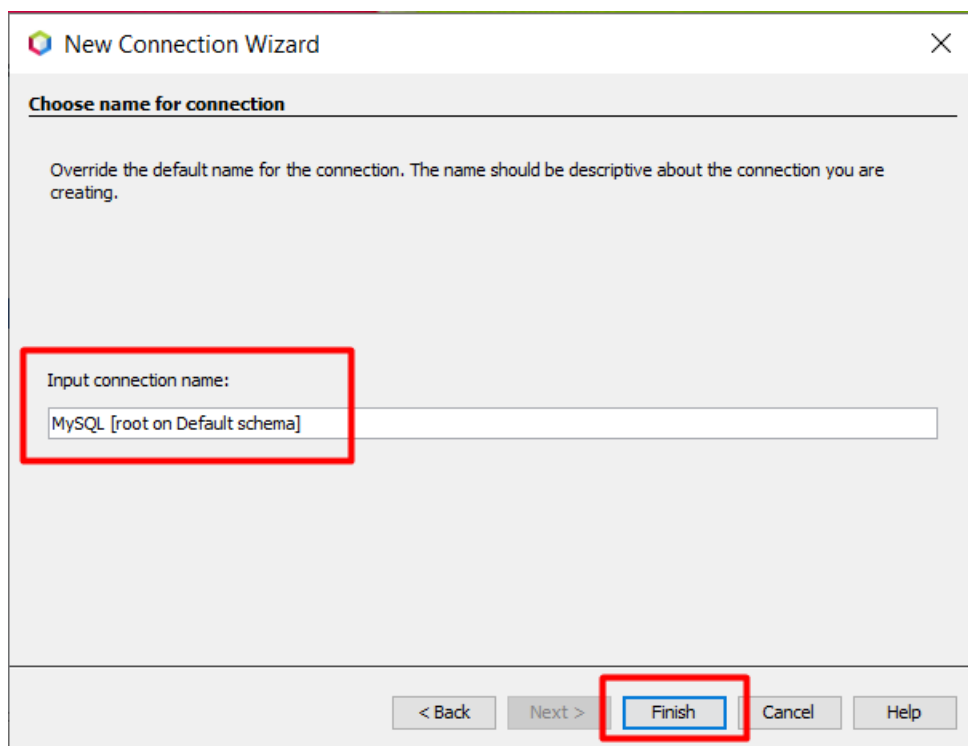 New Connection Wizard
Choose name for connection
Override the default name for the connection. The name should be descriptive about the connection you are
creating.
Input connection name:
MySQL [root on Default schema]
< Back Next > Finish Cancel Help